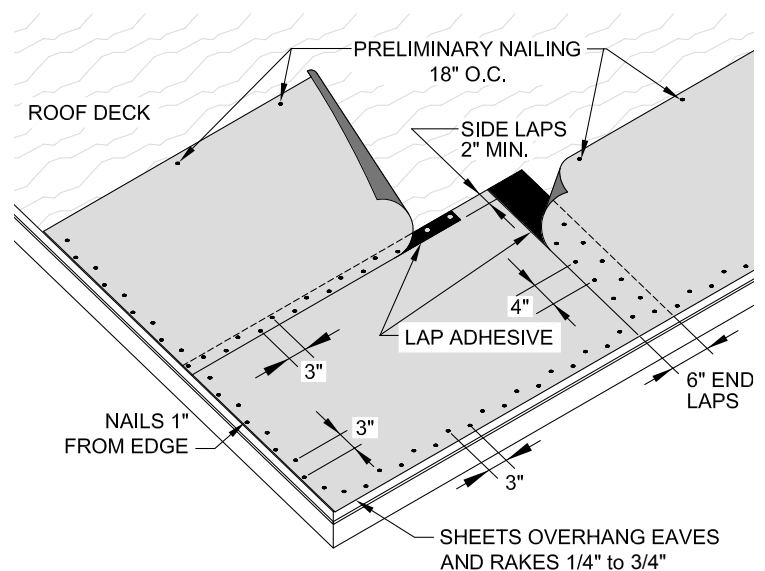 PRELIMINARY NAILING
18" O.C.
ROOF DECK
SIDE LAPS
2" MIN.
4"
LAP ADHESIVE
3"
6" END
LAPS
NAILS 1"
FROM EDGE
3"
3"
SHEETS OVERHANG EAVES
AND RAKES 1/4" to 3/4"